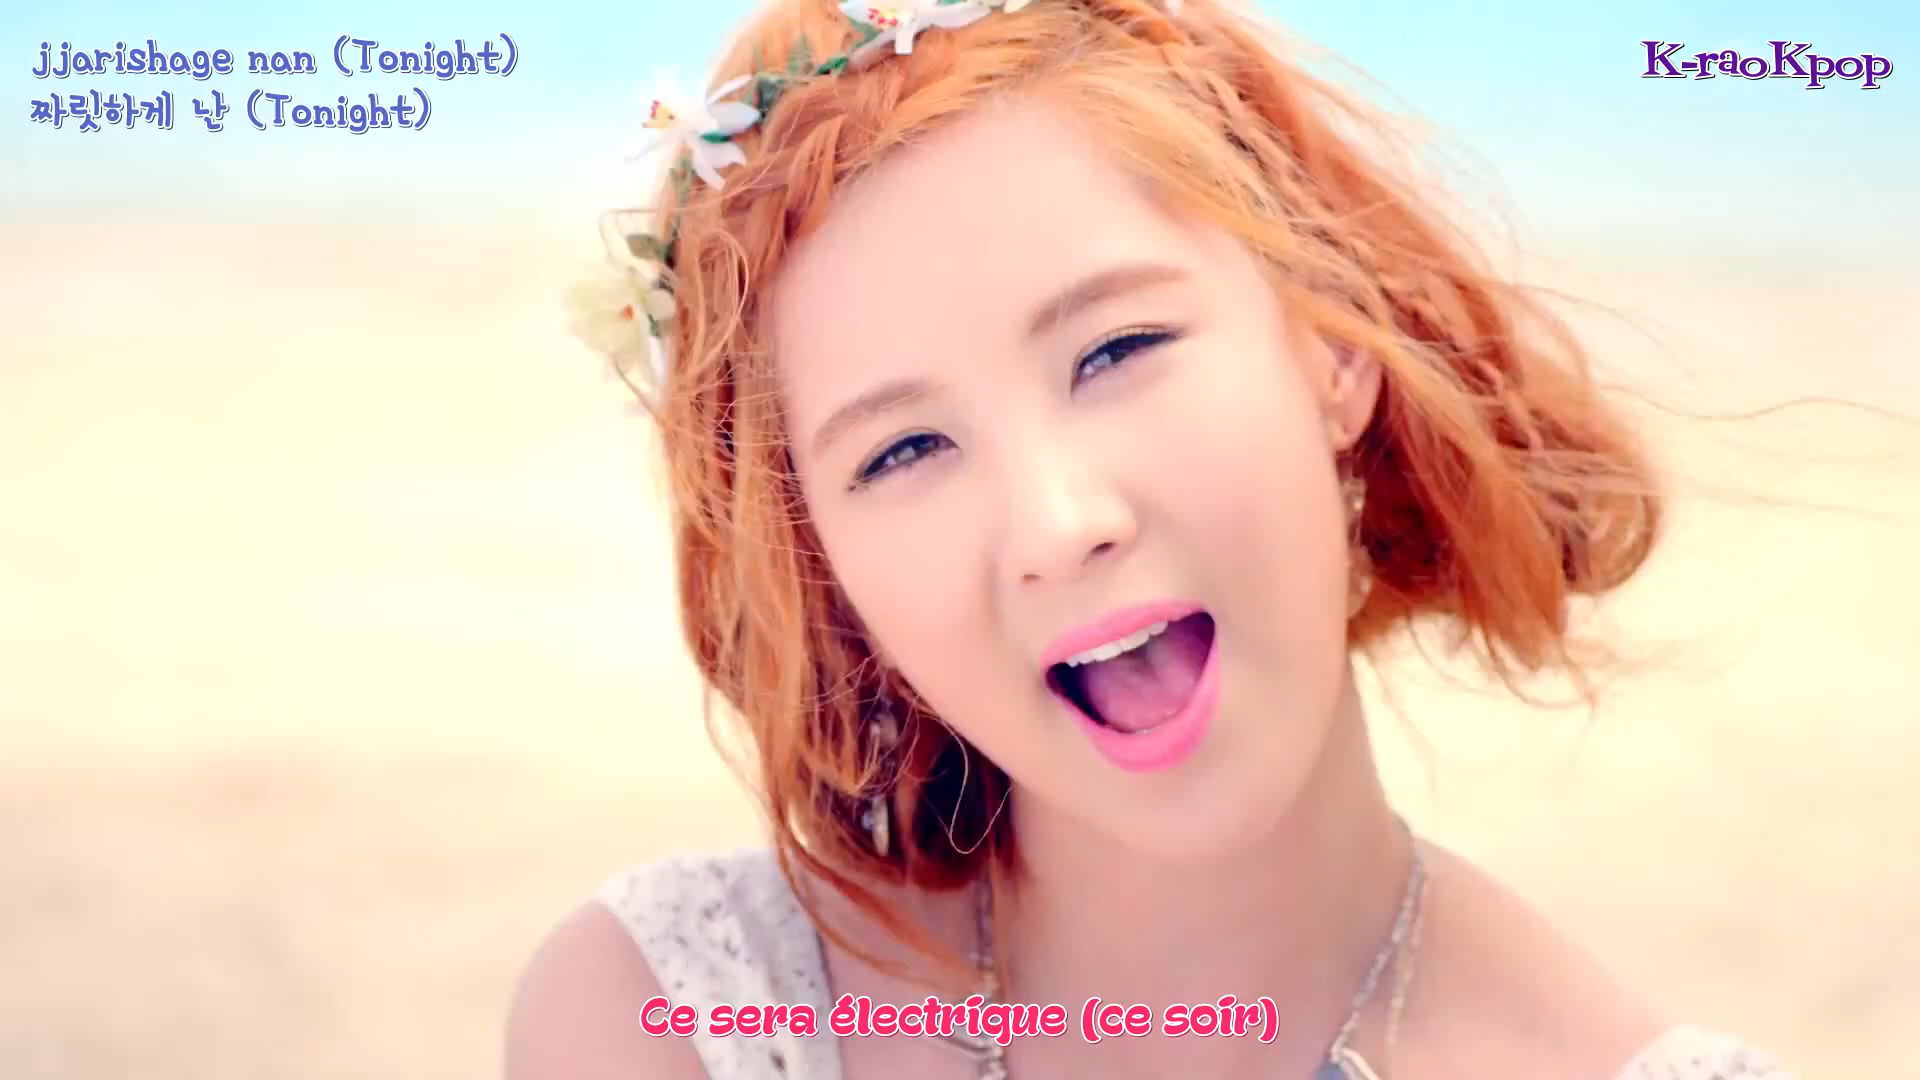 jjarishage nan (Tonight)
짜릿하게 난 (Tonight)
K-raoKpop
Ce sera électrique (ce soir)